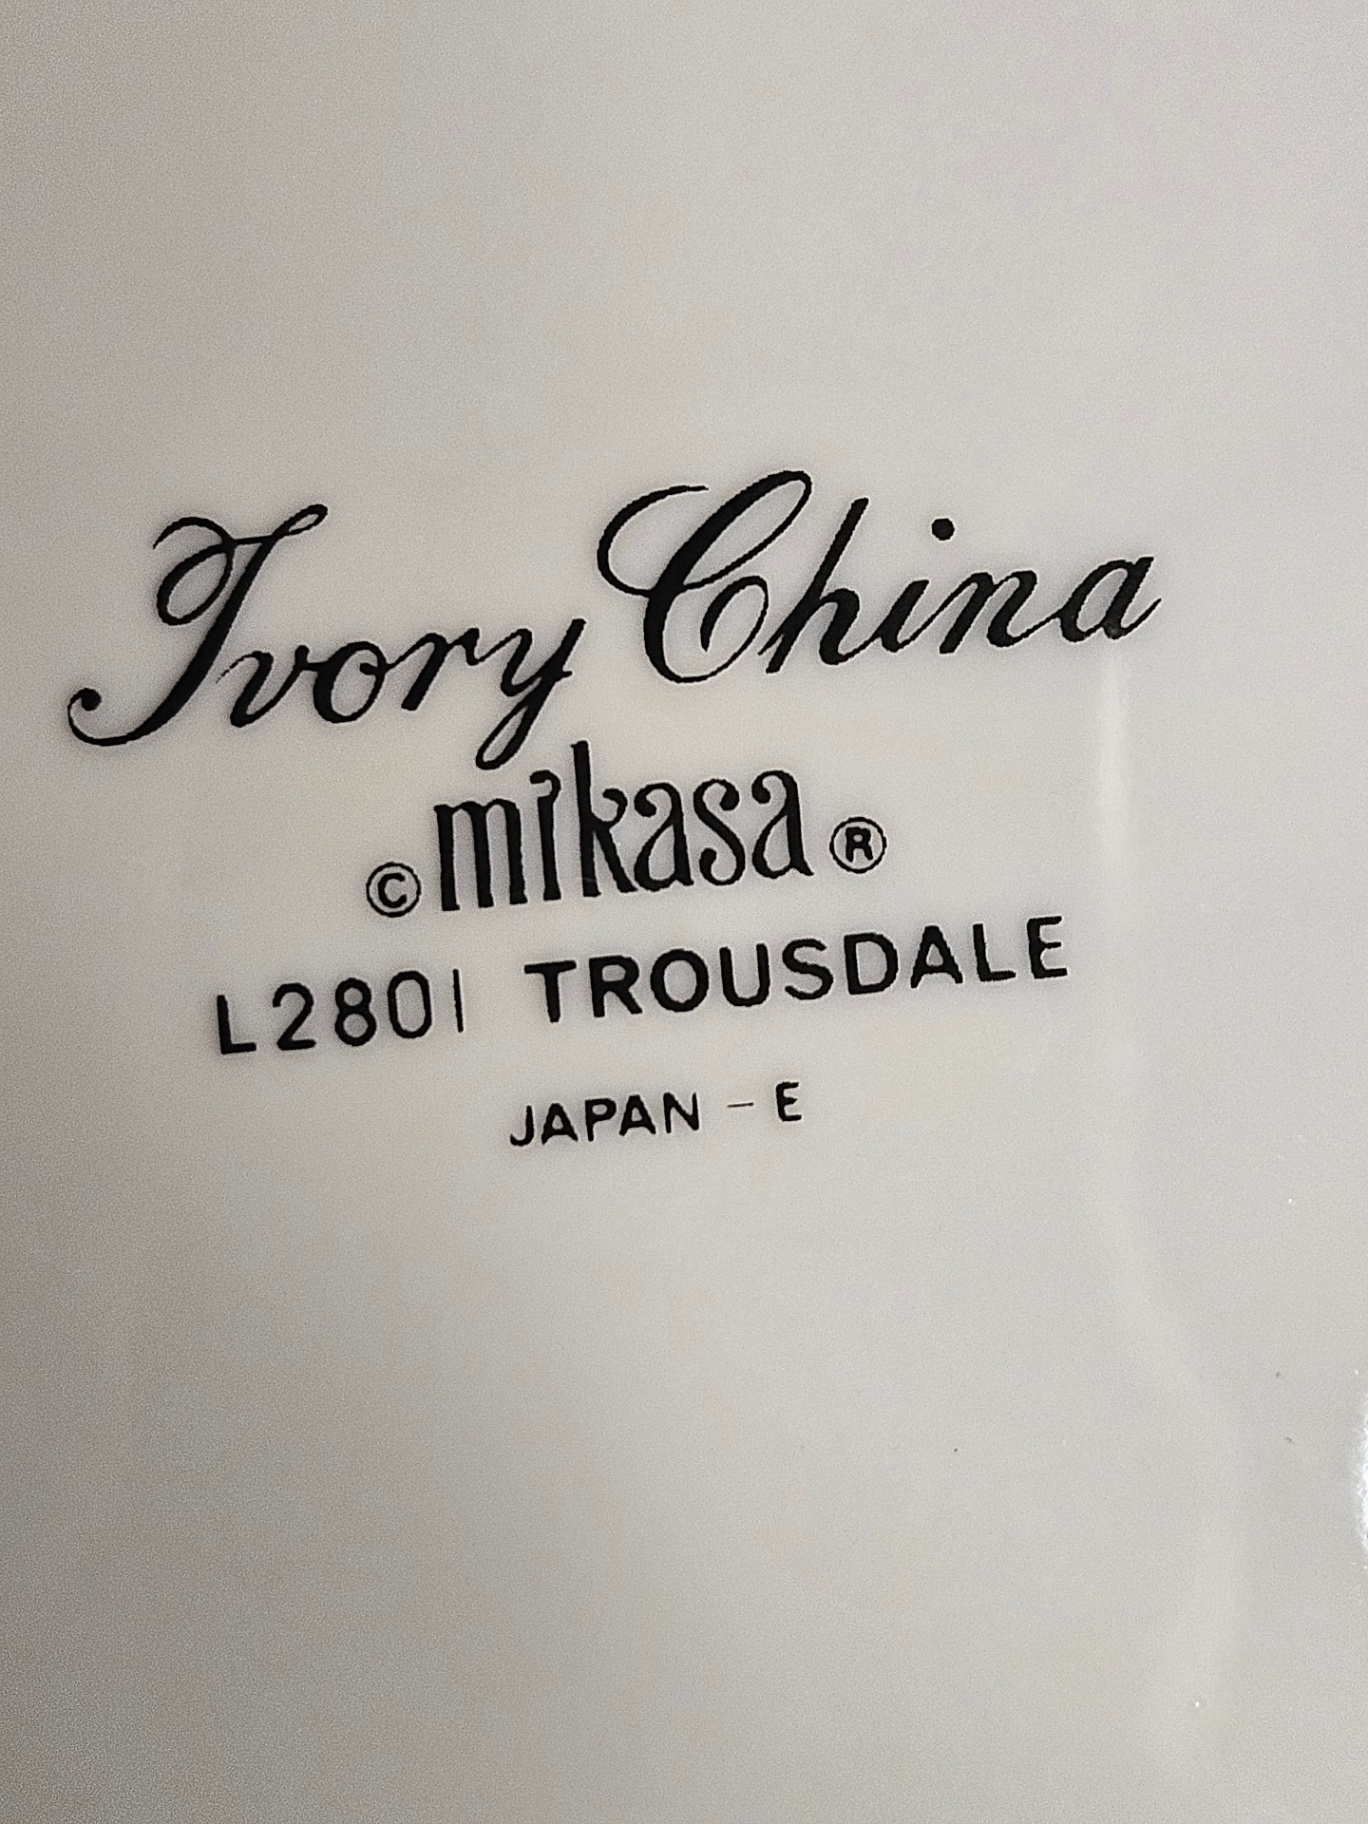 Ivory China
© mikasa ®
L2801 TROUSDALE
JAPAN - E